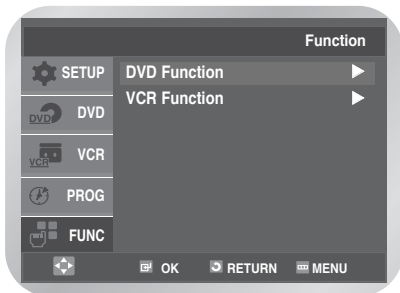 Function
SETUP
DVD Function
VCR Function
DVD DVD
VCR VCR
PROG
FUNC
OK RETURN MENU